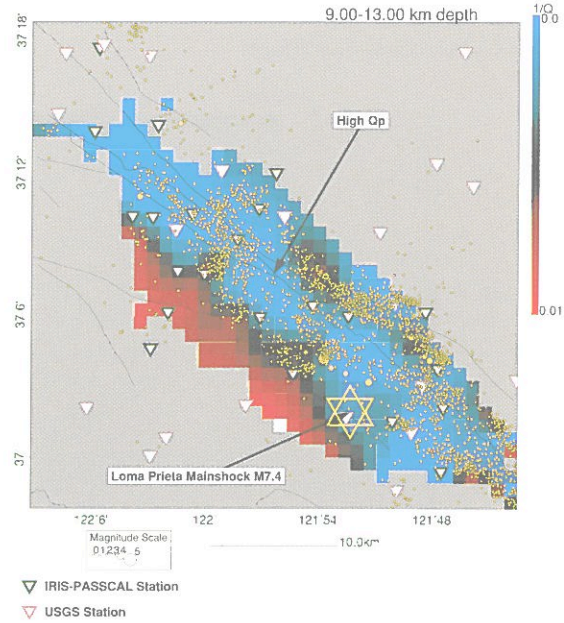 9.00-13.00 km depth
1/Q
0.0
0.01
37 18'
37 12'
37 6'
37
High Qp
Loma Prieta Mainshock M7.4
122 6'
122
121 54
121 48
Magnitude Scale
01234 5
10.0km
IRIS-PASSCAL Station
USGS Station